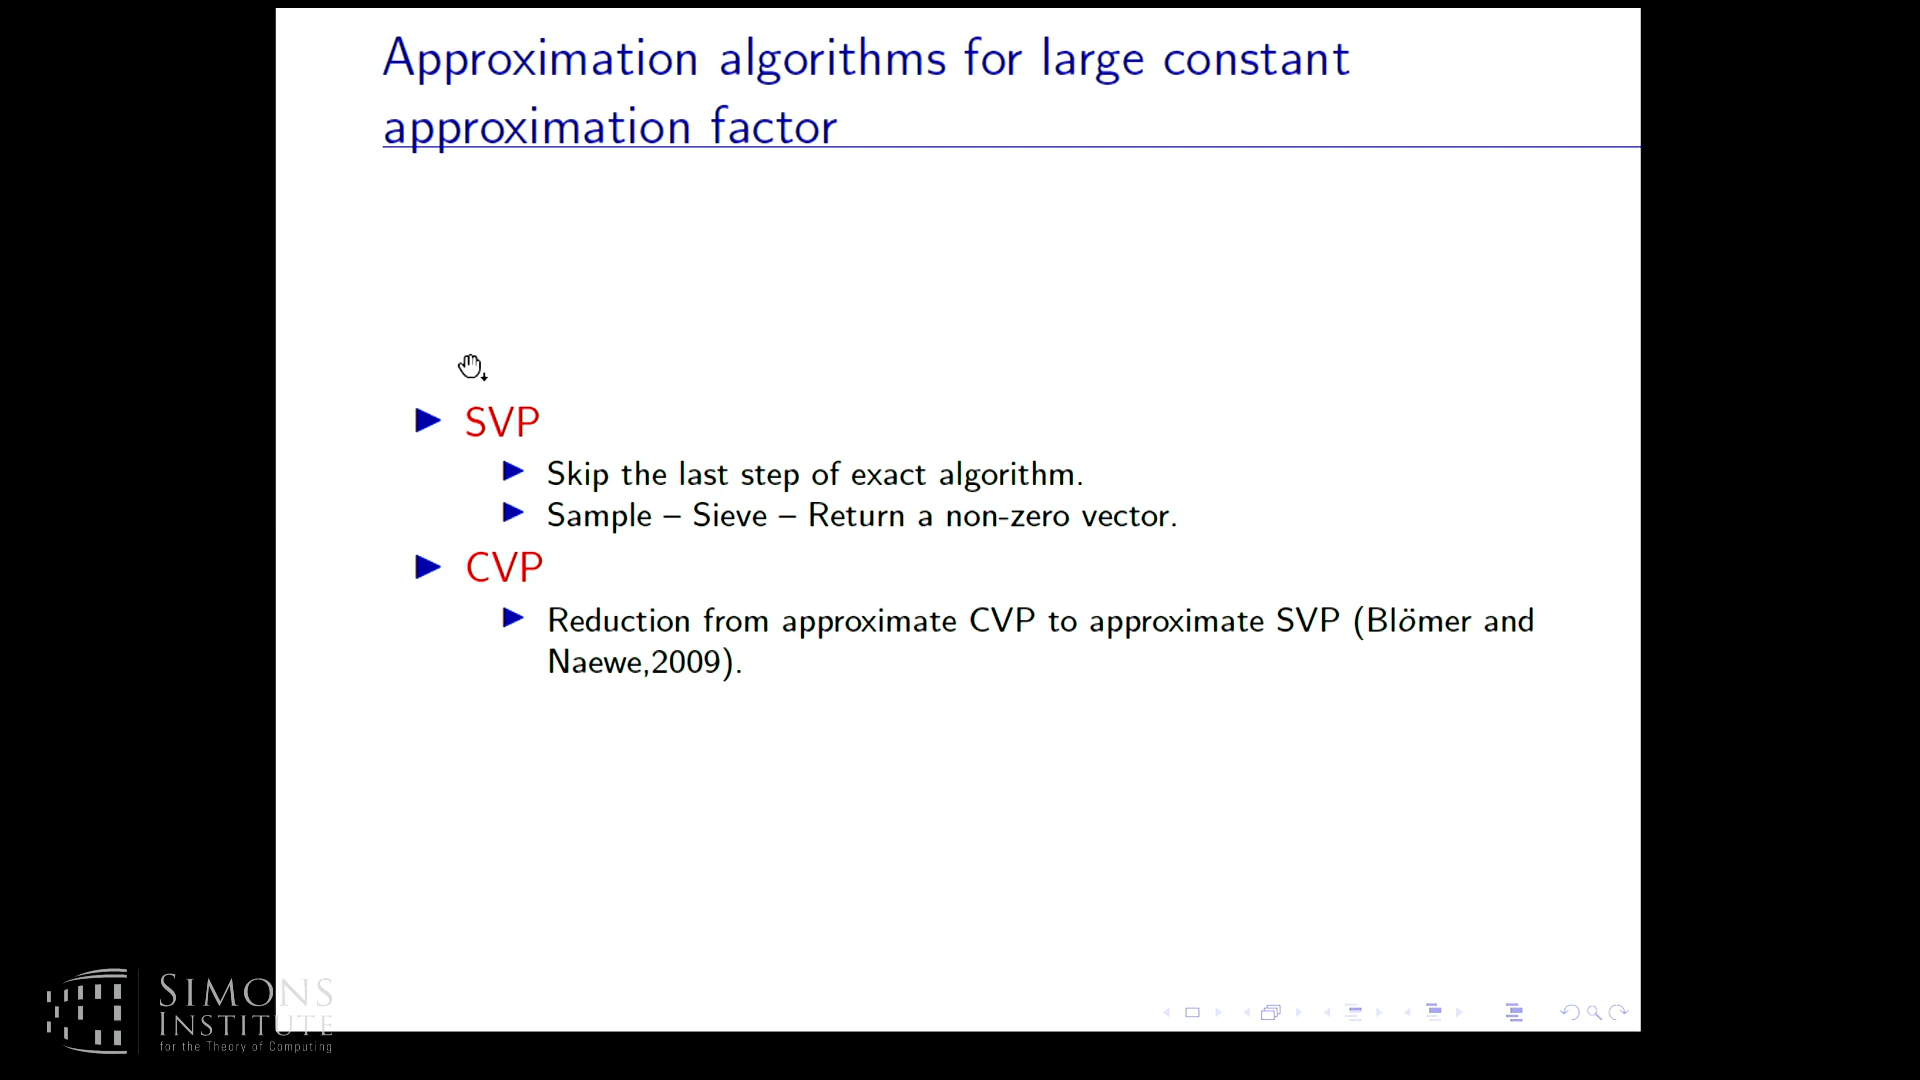 Approximation algorithms for large constant
approximation factor
SVP
Skip the last step of exact algorithm.
Sample – Sieve – Return a non-zero vector.
CVP
Reduction from approximate CVP to approximate SVP (Blömer and
Naewe,2009).
SIMONS
INSTITUTE
for the Theory of Computing